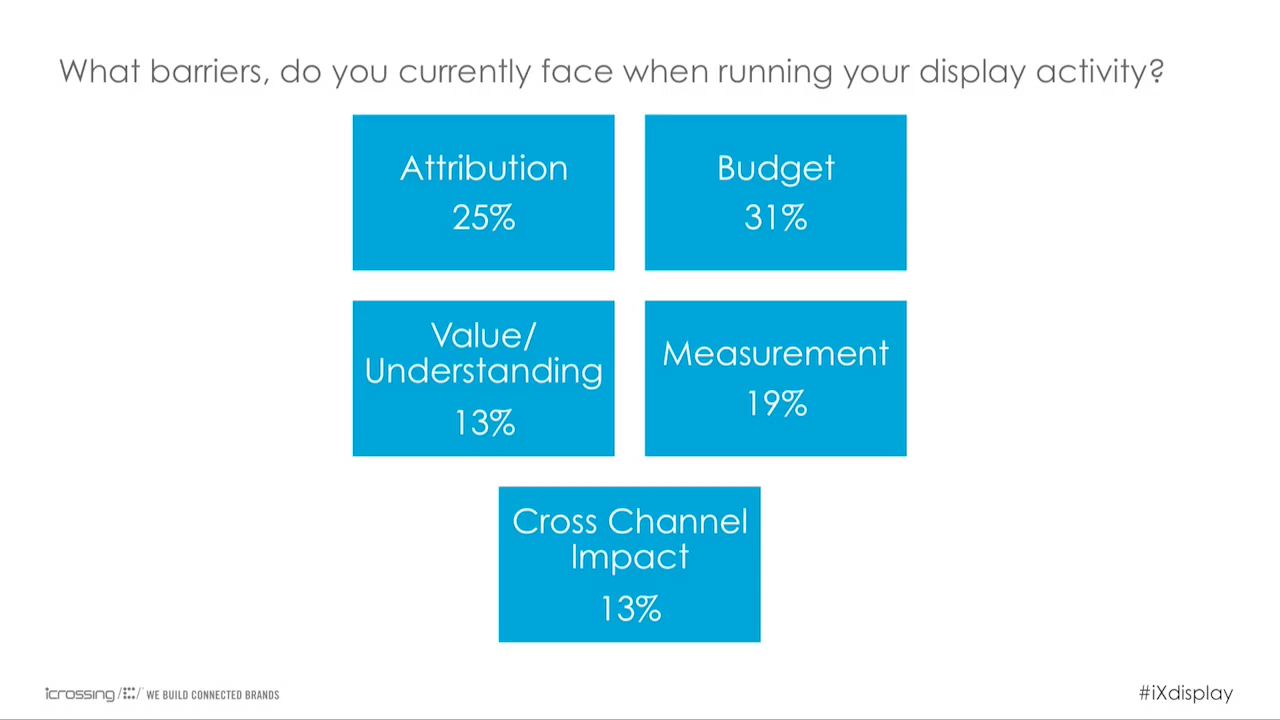 What barriers, do you currently face when running your display activity?
Attribution
25%
Budget
31%
Value/
Understanding
13%
Measurement
19%
Cross Channel
Impact
13%
icrossing WE BUILD CONNECTED BRANDS
#iXdisplay